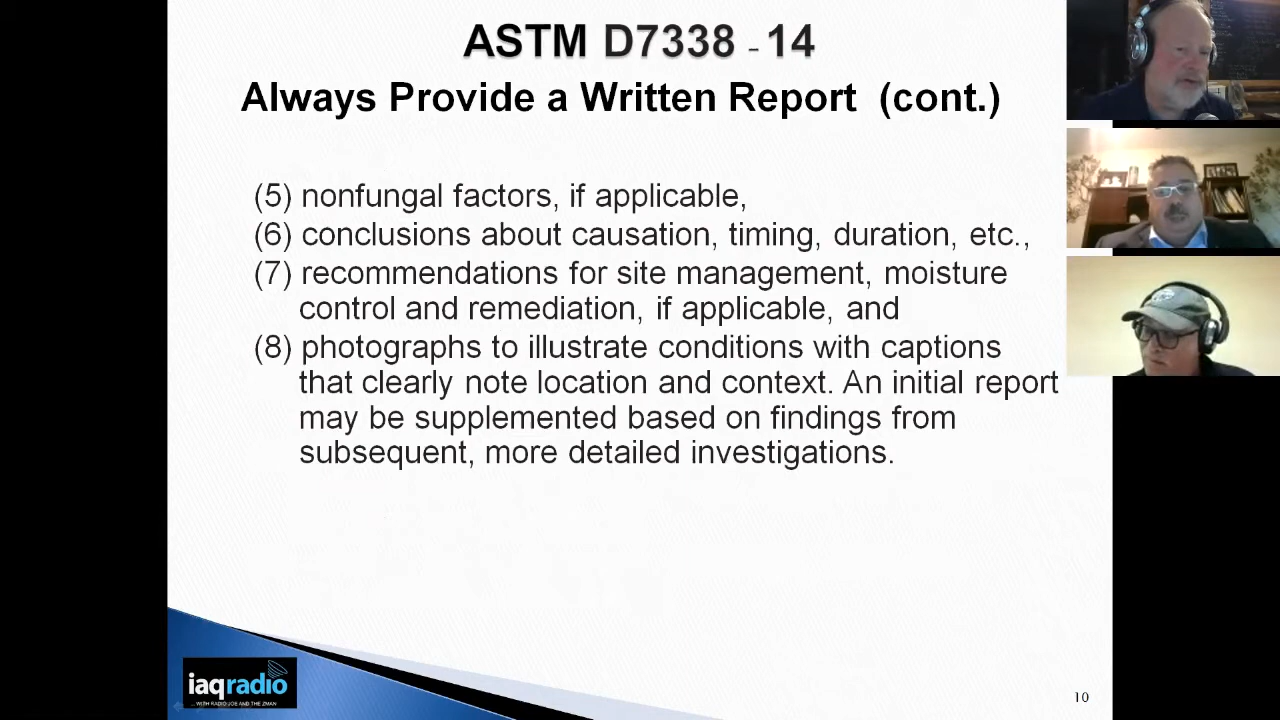 ASTM D7338 - 14
Always Provide a Written Report (cont.)
(5) nonfungal factors, if applicable,
(6) conclusions about causation, timing, duration, etc.,
(7) recommendations for site management, moisture
control and remediation, if applicable, and
(8) photographs to illustrate conditions with captions
that clearly note location and context. An initial report
may be supplemented based on findings from
subsequent, more detailed investigations.
iaqradio
... WITH RADIO JOE AND THE ZMAN
10